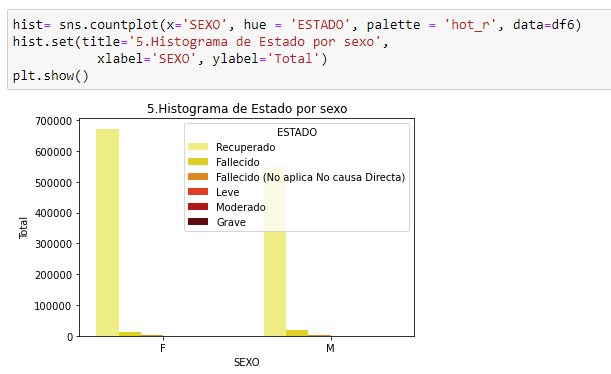 hist= sns.countplot(x='SEXO', hue = 'ESTADO', palette = 'hot_r', data=df6)
hist.set(title='5.Histograma de Estado por sexo',
xlabel='SEXO', ylabel='Total')
plt.show()
5.Histograma de Estado por sexo
ESTADO
Recuperado
Fallecido
Fallecido (No aplica No causa Directa)
Leve
Moderado
Grave
Total
700000
600000
500000
400000
300000
200000
100000
0
F
M
SEXO